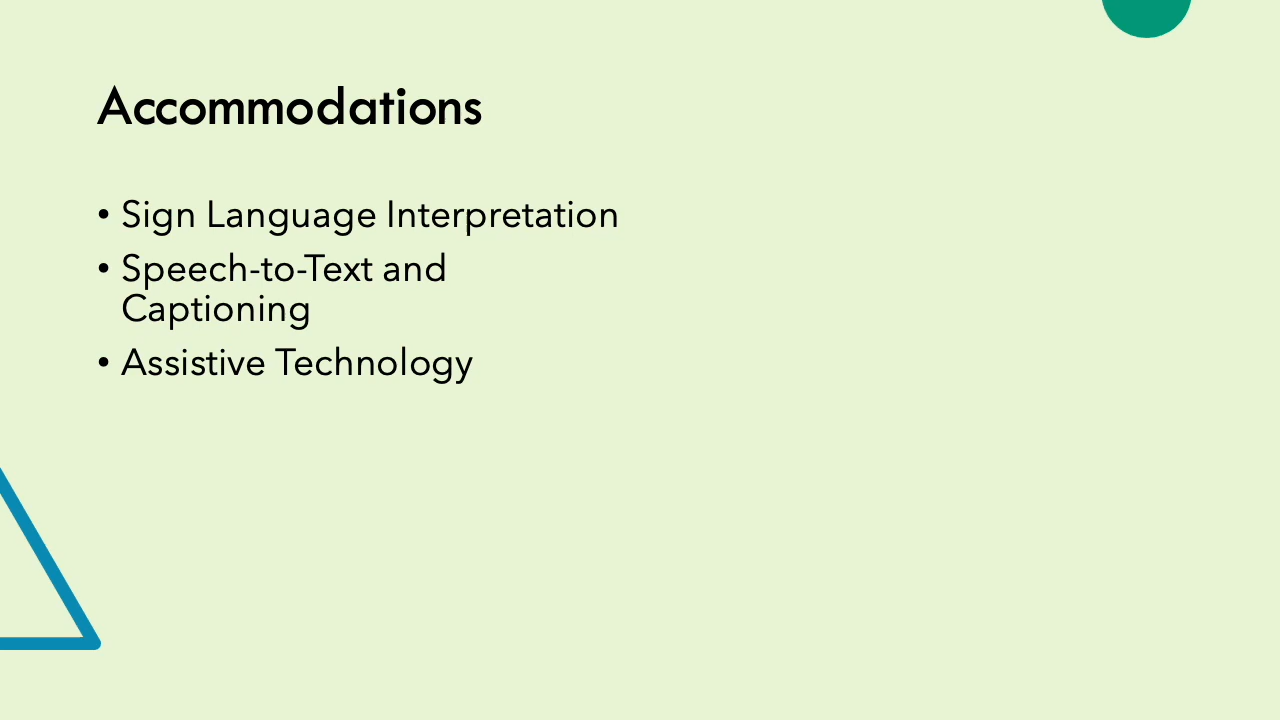 Accommodations
• Sign Language Interpretation
• Speech-to-Text and
Captioning
• Assistive Technology